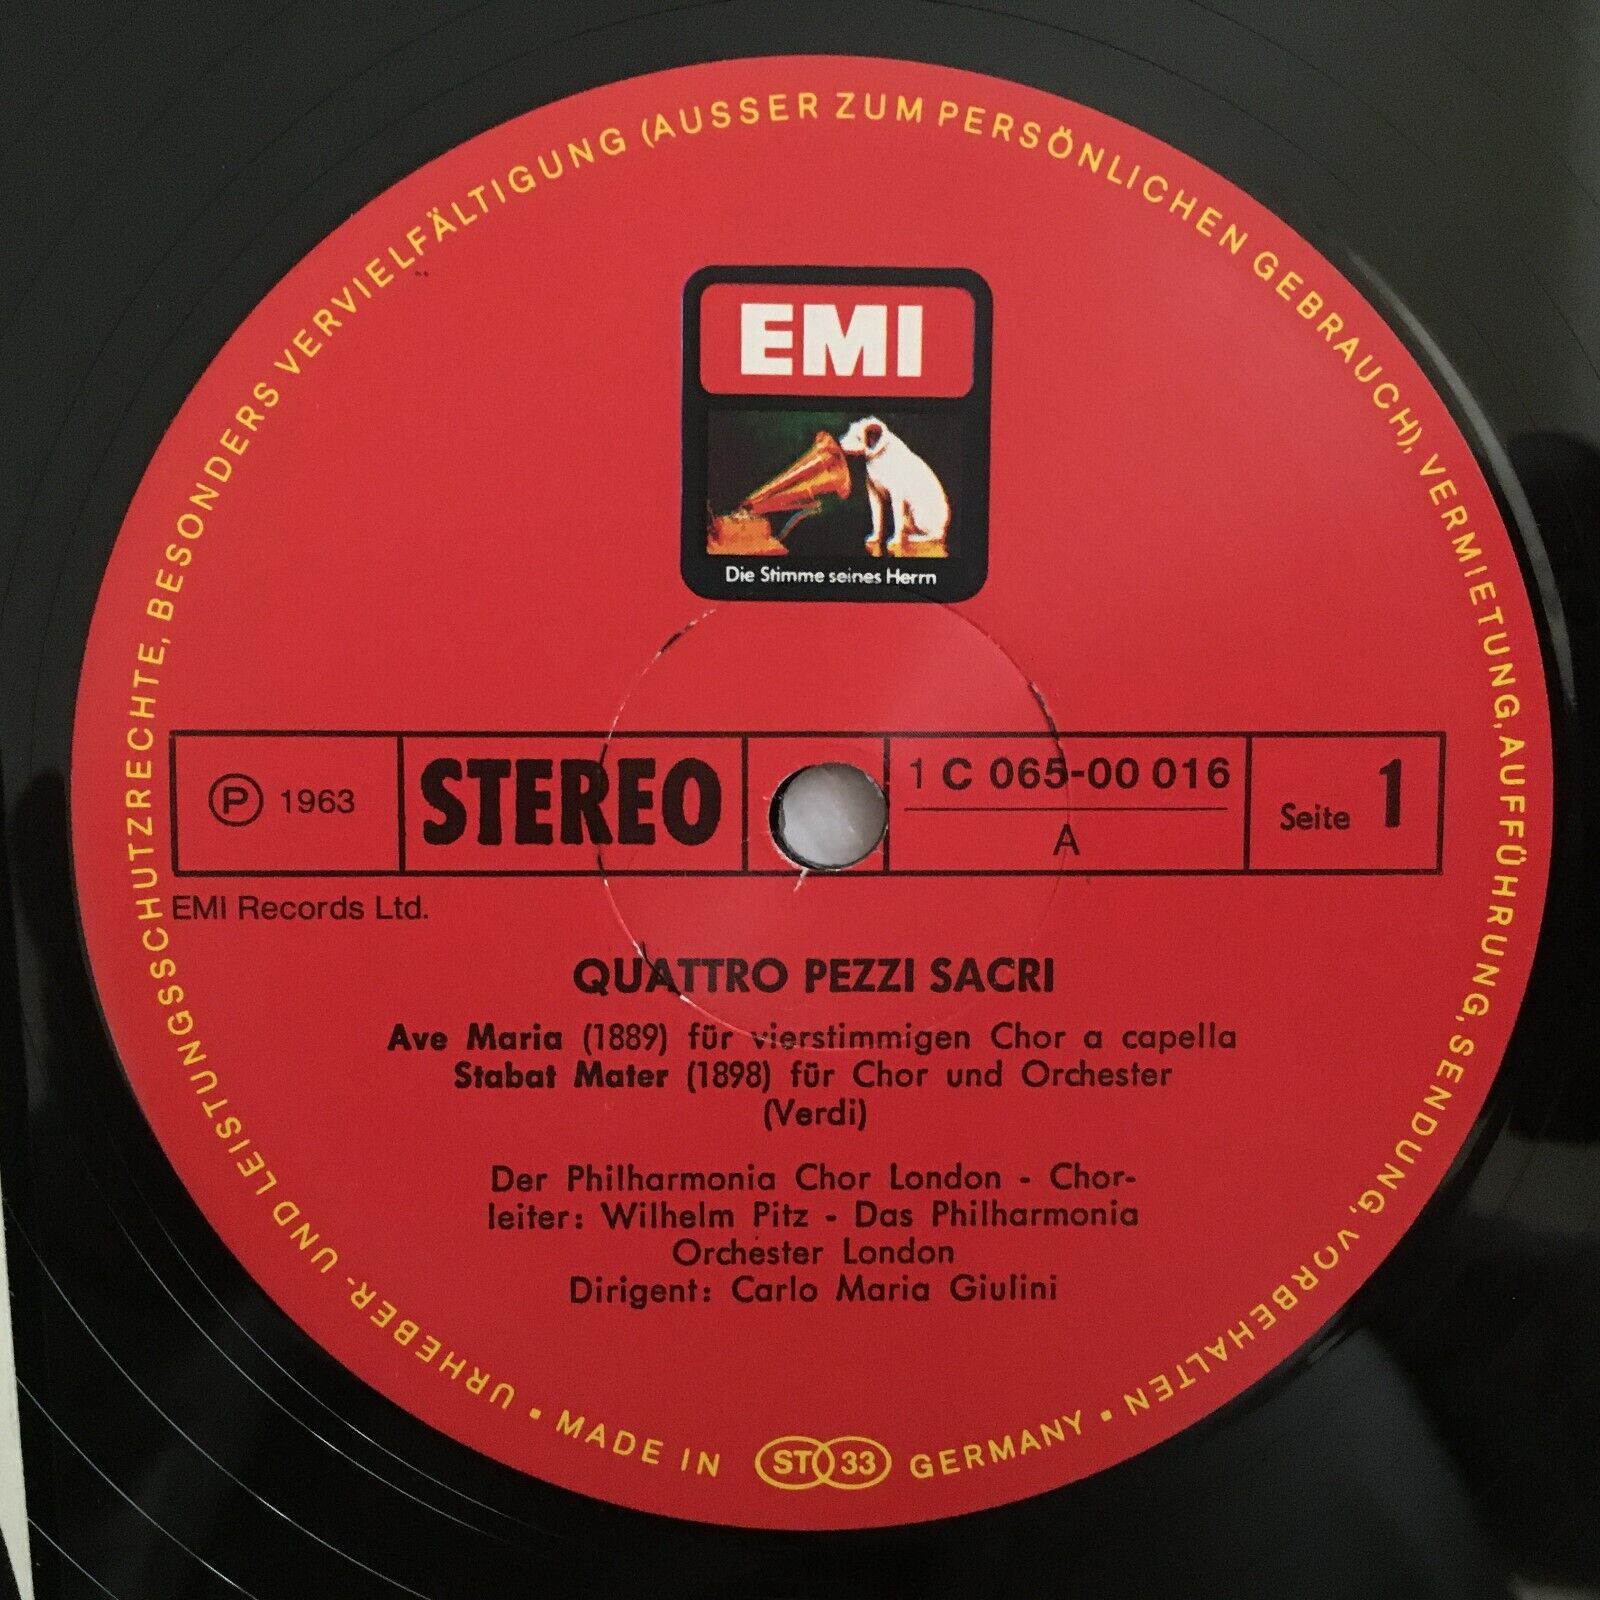 EMI
Die Stimme seines Herrn
℗ 1963
STEREO
1 C 065-00 016
A
Seite 1
EMI Records Ltd.
QUATTRO PEZZI SACRI
Ave Maria (1889) für vierstimmigen Chor a capella
Stabat Mater (1898) für Chor und Orchester
(Verdi)
Der Philharmonia Chor London - Chor-
leiter: Wilhelm Pitz - Das Philharmonia
Orchester London
Dirigent: Carlo Maria Giulini
URHEBER- UND LEISTUNGSSCHUTZRECHTE, BESONDERS VERVIELFÄLTIGUNG (AUSSER ZUM PERSÖNLICHEN GEBRAUCH), VERMIETUNG, AUFFÜHRUNG, SENDUNG, VORBEHALTEN •
MADE IN ST 33 GERMANY •